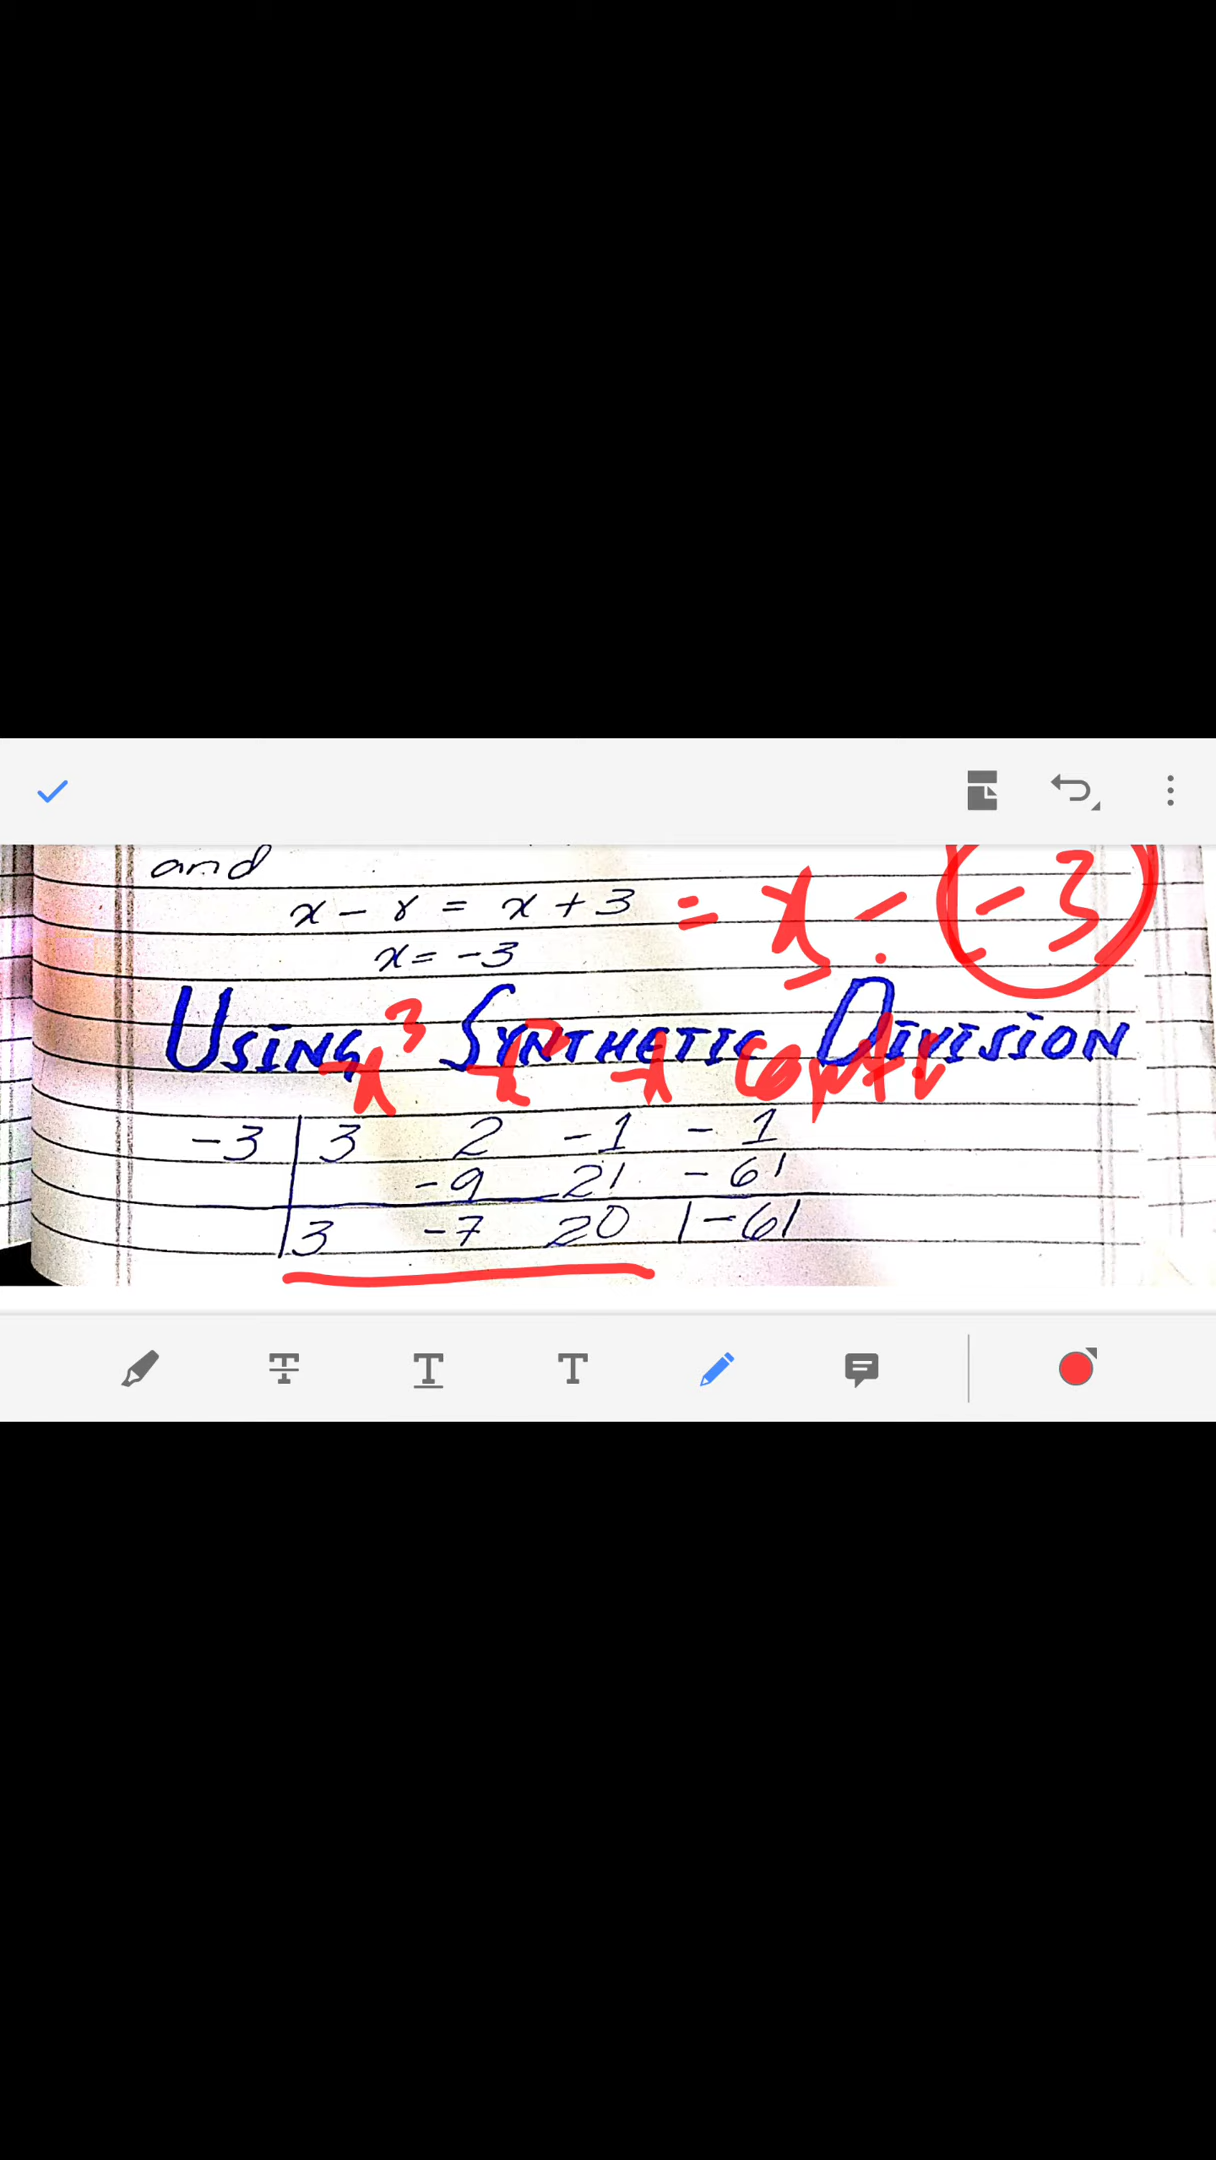 and
x - r = x + 3 = x - (-3)
x = -3
USING SYNTHETIC DIVISION
x³ x² x
-3 | 3 2 -1 -1
-9 21 -61
3 -7 20 |-61